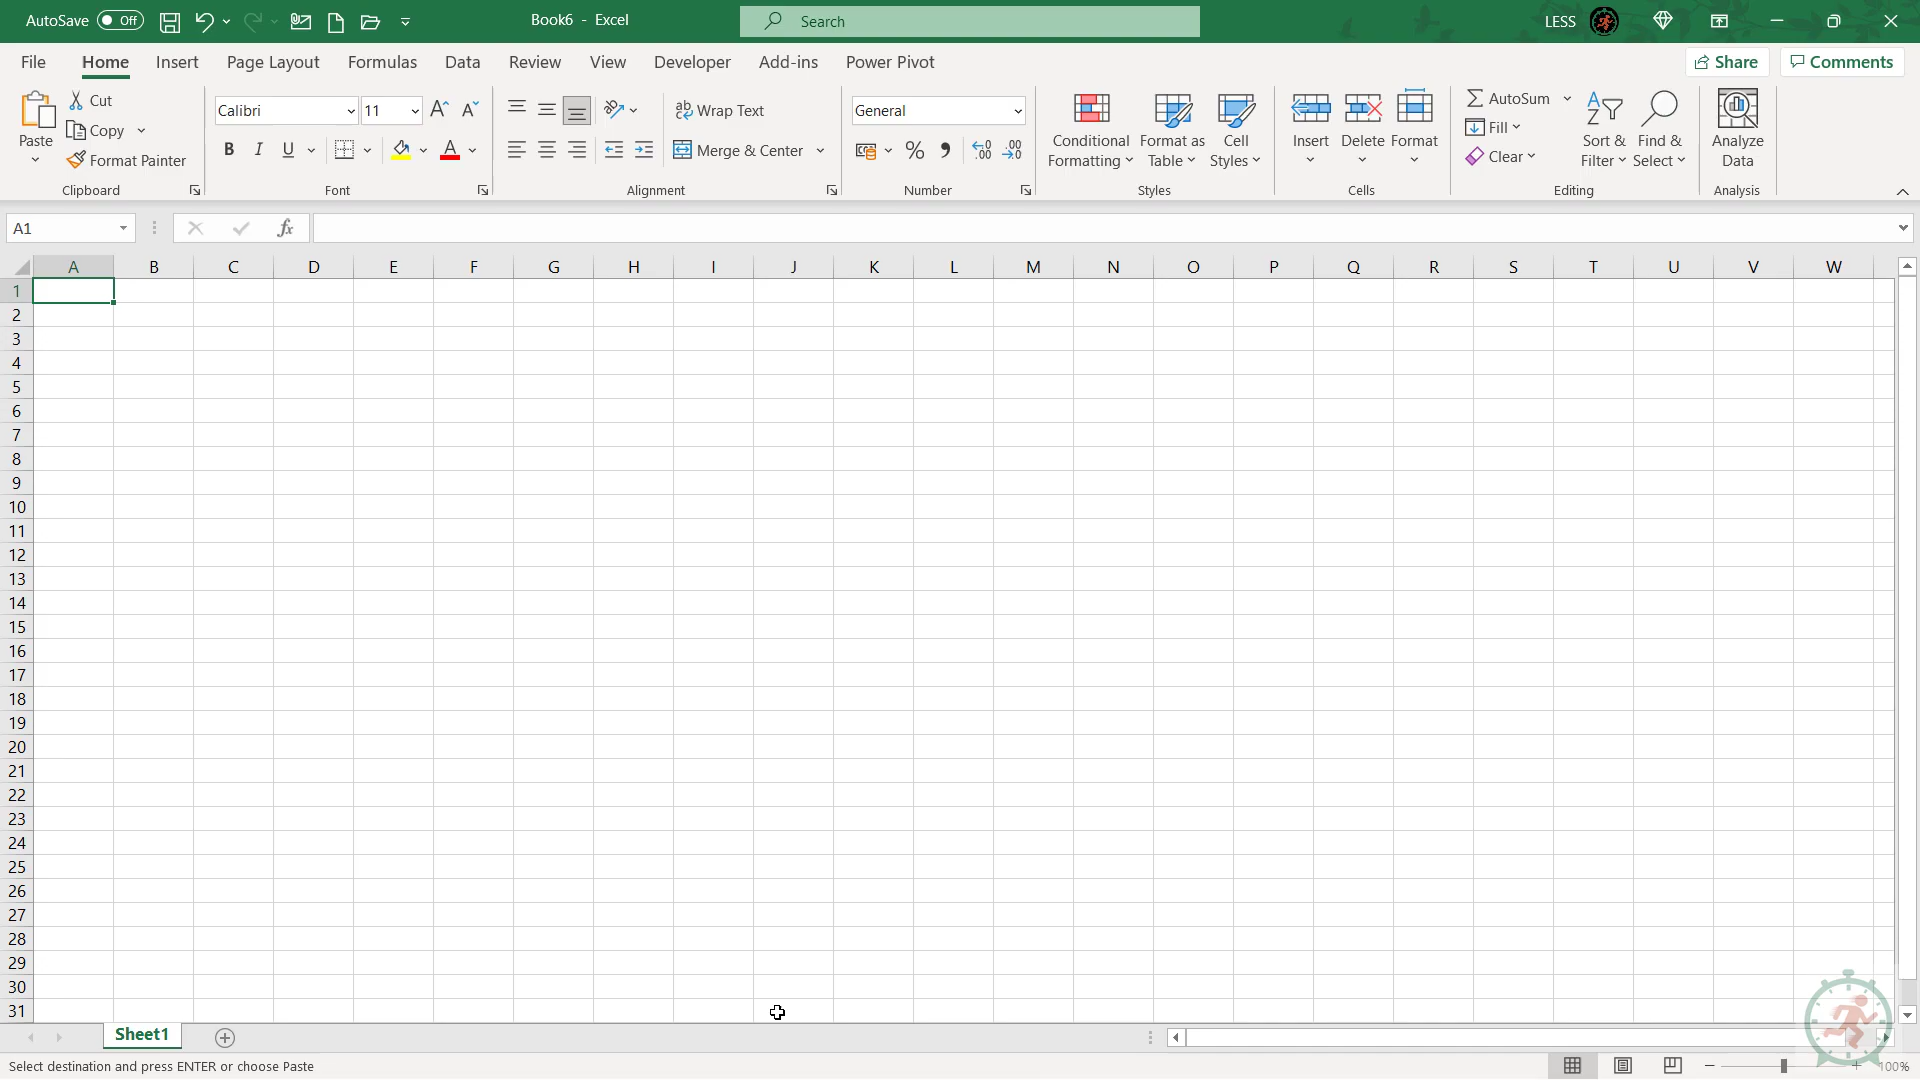 AutoSave Off Book6 - Excel Search LESS
File Home Insert Page Layout Formulas Data Review View Developer Add-ins Power Pivot Share Comments
Paste Cut Copy Format Painter Clipboard
Calibri 11 B I U A Font
ab Wrap Text Merge & Center Alignment
General % .00 .00 Number
Conditional Formatting Format as Table Cell Styles Styles
Insert Delete Format Cells
AutoSum Fill Clear Sort & Filter Find & Select Editing
Analyze Data Analysis
A1 fx
A B C D E F G H I J K L M N O P Q R S T U V W
1
2
3
4
5
6
7
8
9
10
11
12
13
14
15
16
17
18
19
20
21
22
23
24
25
26
27
28
29
30
31
Sheet1
Select destination and press ENTER or choose Paste 100%